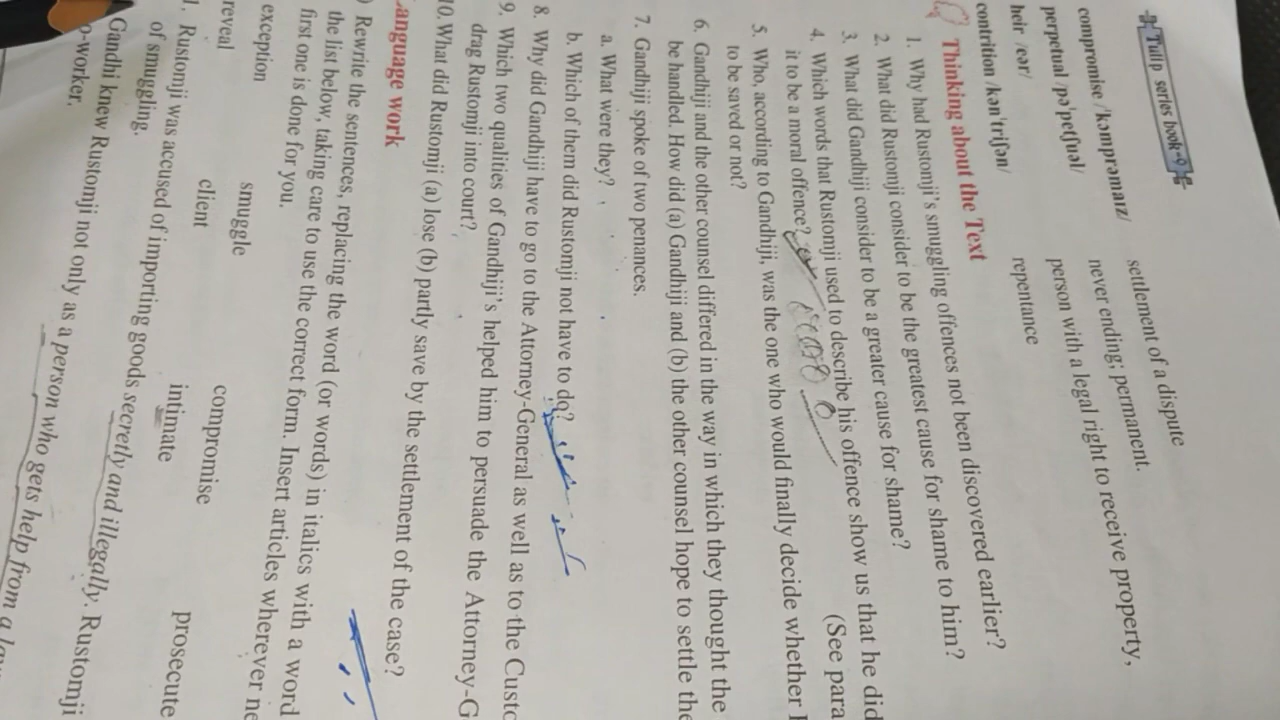 Tulip series book-9
compromise /'kɔmprəmaɪz/ settlement of a dispute
perpetual /pə'petʃuəl/ never ending; permanent.
heir /eər/ person with a legal right to receive property,
contrition /kən'trɪʃən/ repentance
Thinking about the Text
1. Why had Rustomji's smuggling offences not been discovered earlier?
2. What did Rustomji consider to be the greatest cause for shame to him?
3. What did Gandhiji consider to be a greater cause for shame?
4. Which words that Rustomji used to describe his offence show us that he did
it to be a moral offence? (See para
5. Who, according to Gandhiji, was the one who would finally decide whether
to be saved or not?
6. Gandhiji and the other counsel differed in the way in which they thought the
be handled. How did (a) Gandhiji and (b) the other counsel hope to settle the
7. Gandhiji spoke of two penances.
a. What were they?
b. Which of them did Rustomji not have to do?
8. Why did Gandhiji have to go to the Attorney-General as well as to the Custo
9. Which two qualities of Gandhiji's helped him to persuade the Attorney-G
drag Rustomji into court?
10. What did Rustomji (a) lose (b) partly save by the settlement of the case?
anguage work
) Rewrite the sentences, replacing the word (or words) in italics with a word
the list below, taking care to use the correct form. Insert articles wherever ne
first one is done for you.
exception smuggle compromise prosecute
reveal client intimate
1. Rustomji was accused of importing goods secretly and illegally. Rustomji
of smuggling.
Gandhi knew Rustomji not only as a person who gets help from a law
o-worker.